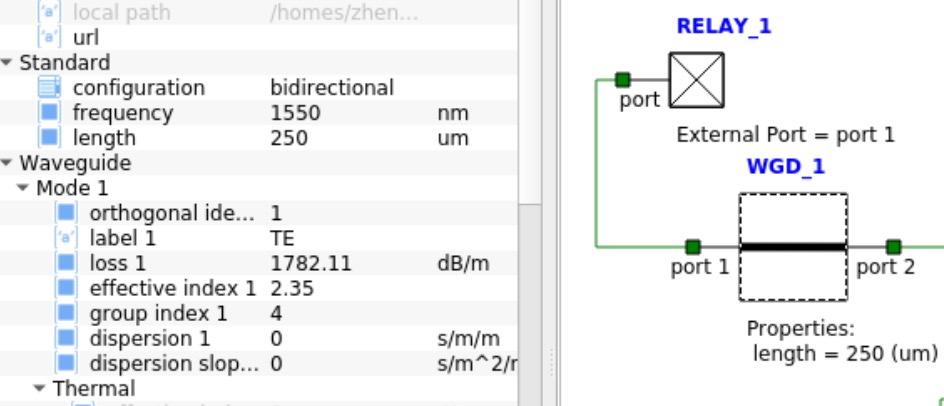 'a' local path /homes/zhen...
'a' url
Standard
configuration bidirectional
frequency 1550 nm
length 250 um
Waveguide
Mode 1
orthogonal ide... 1
'a' label 1 TE
loss 1 1782.11 dB/m
effective index 1 2.35
group index 1 4
dispersion 1 0 s/m/m
dispersion slop... 0 s/m^2/
Thermal
RELAY_1
port
External Port = port 1
WGD_1
port 1
port 2
Properties:
length = 250 (um)